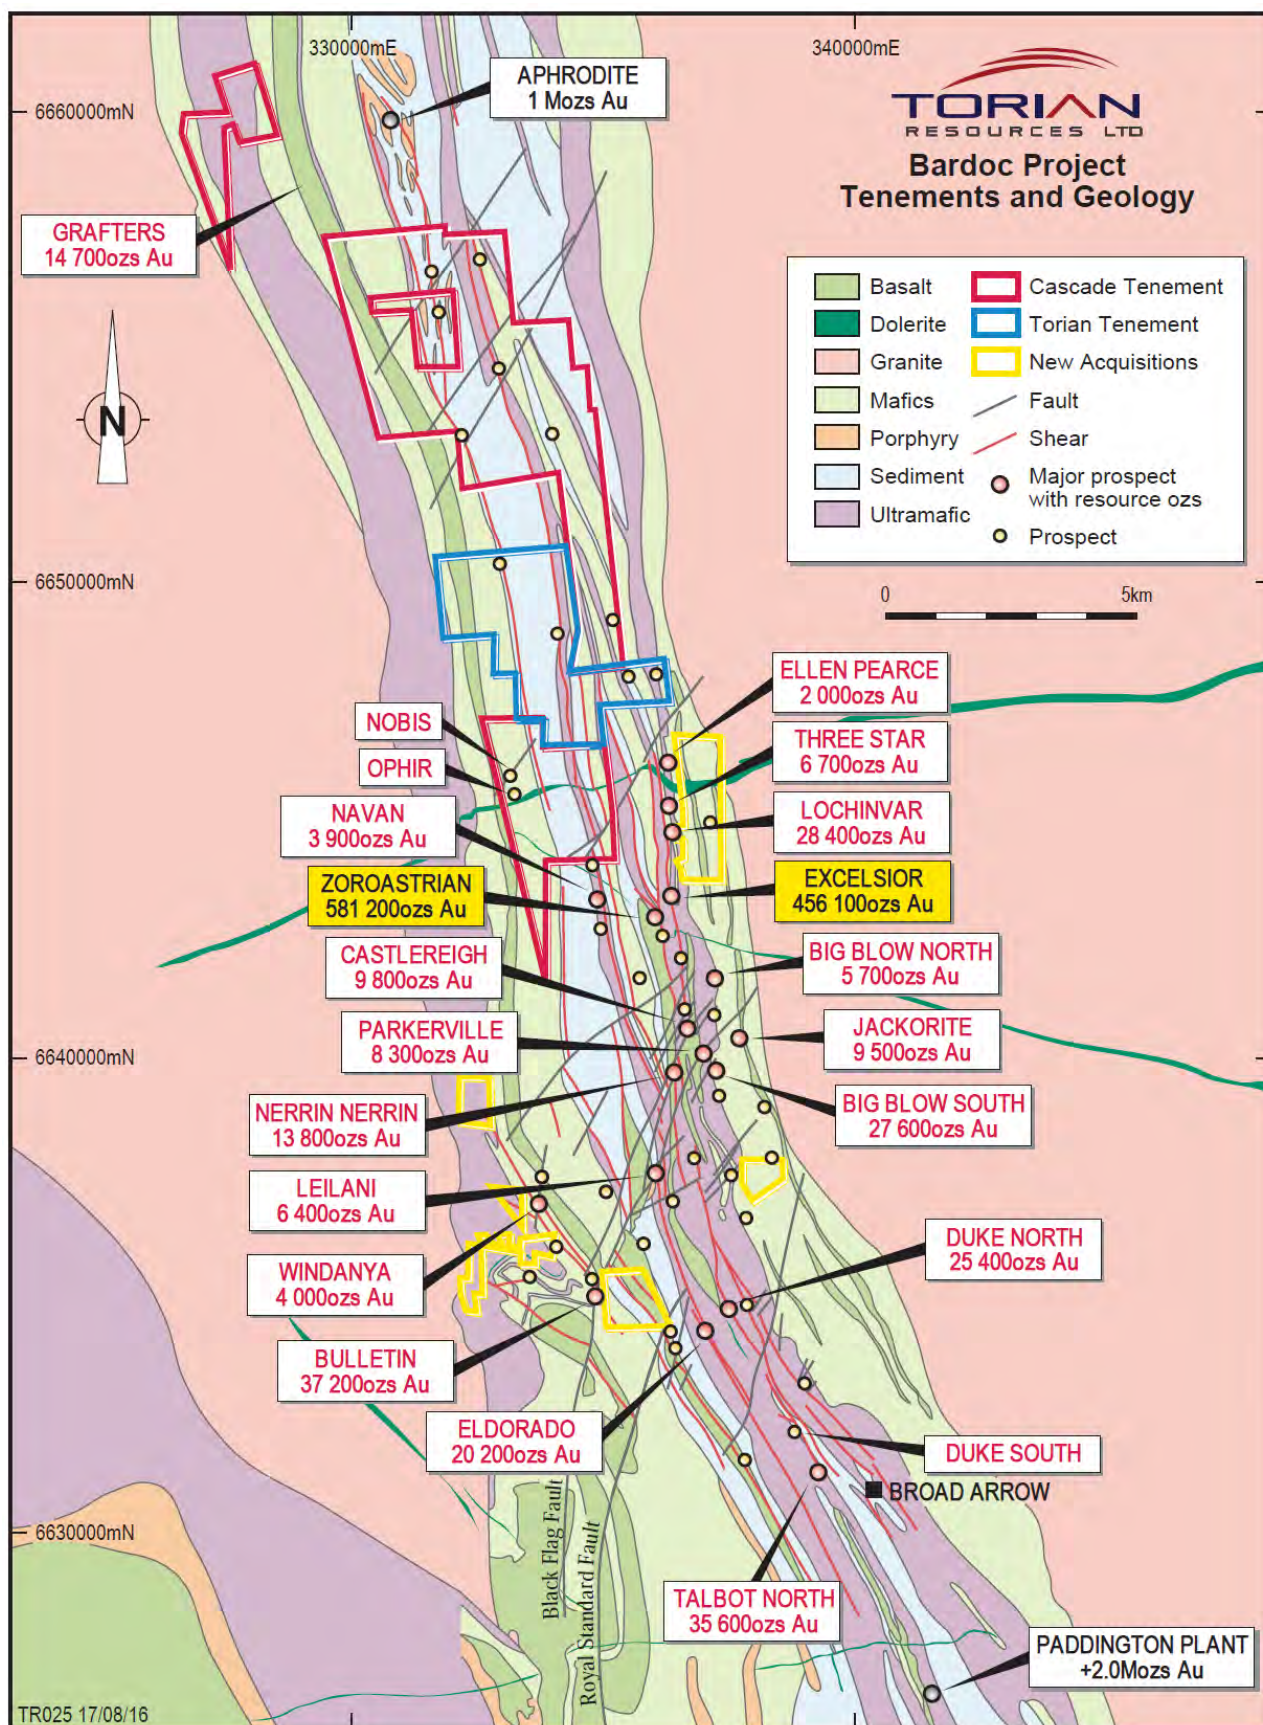 330000mE
340000mE
6660000mN
6650000mN
6640000mN
6630000mN
TORIAN
RESOURCES LTD
Bardoc Project
Tenements and Geology
Basalt
Dolerite
Granite
Mafics
Porphyry
Sediment
Ultramafic
Cascade Tenement
Torian Tenement
New Acquisitions
Fault
Shear
Major prospect
with resource ozs
Prospect
0
5km
N
APHRODITE
1 Mozs Au
GRAFTERS
14 700ozs Au
ELLEN PEARCE
2 000ozs Au
THREE STAR
6 700ozs Au
LOCHINVAR
28 400ozs Au
EXCELSIOR
456 100ozs Au
BIG BLOW NORTH
5 700ozs Au
JACKORITE
9 500ozs Au
BIG BLOW SOUTH
27 600ozs Au
DUKE NORTH
25 400ozs Au
DUKE SOUTH
BROAD ARROW
NOBIS
OPHIR
NAVAN
3 900ozs Au
ZOROASTRIAN
581 200ozs Au
CASTLEREIGH
9 800ozs Au
PARKERVILLE
8 300ozs Au
NERRIN NERRIN
13 800ozs Au
LEILANI
6 400ozs Au
WINDANYA
4 000ozs Au
BULLETIN
37 200ozs Au
ELDORADO
20 200ozs Au
TALBOT NORTH
35 600ozs Au
PADDINGTON PLANT
+2.0Mozs Au
Black Flag Fault
Royal Standard Fault
TR025 17/08/16